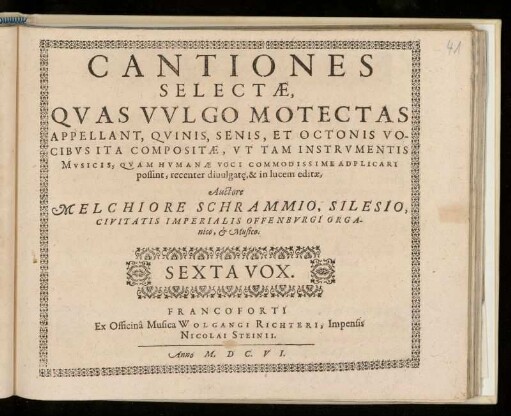 41
CANTIONES
SELECTÆ,
QVAS VVLGO MOTECTAS
APPELLANT, QVINIS, SENIS, ET OCTONIS VO-
CIBVS ITA COMPOSITÆ, VT TAM INSTRVMENTIS
MVSICIS, QVAM HVMANÆ VOCI COMMODISSIME ADPLICARI
possint, recenter diuulgatę, & in lucem editæ,
Auctore
MELCHIORE SCHRAMMIO, SILESIO,
CIVITATIS IMPERIALIS OFFENBVRGI ORGA-
nico, & Musico.
SEXTA VOX.
FRANCOFORTI
Ex Officinâ Musica WOLGANGI RICHTERI, Impensis
NICOLAI STEINII.
Anno M. D C. V I.